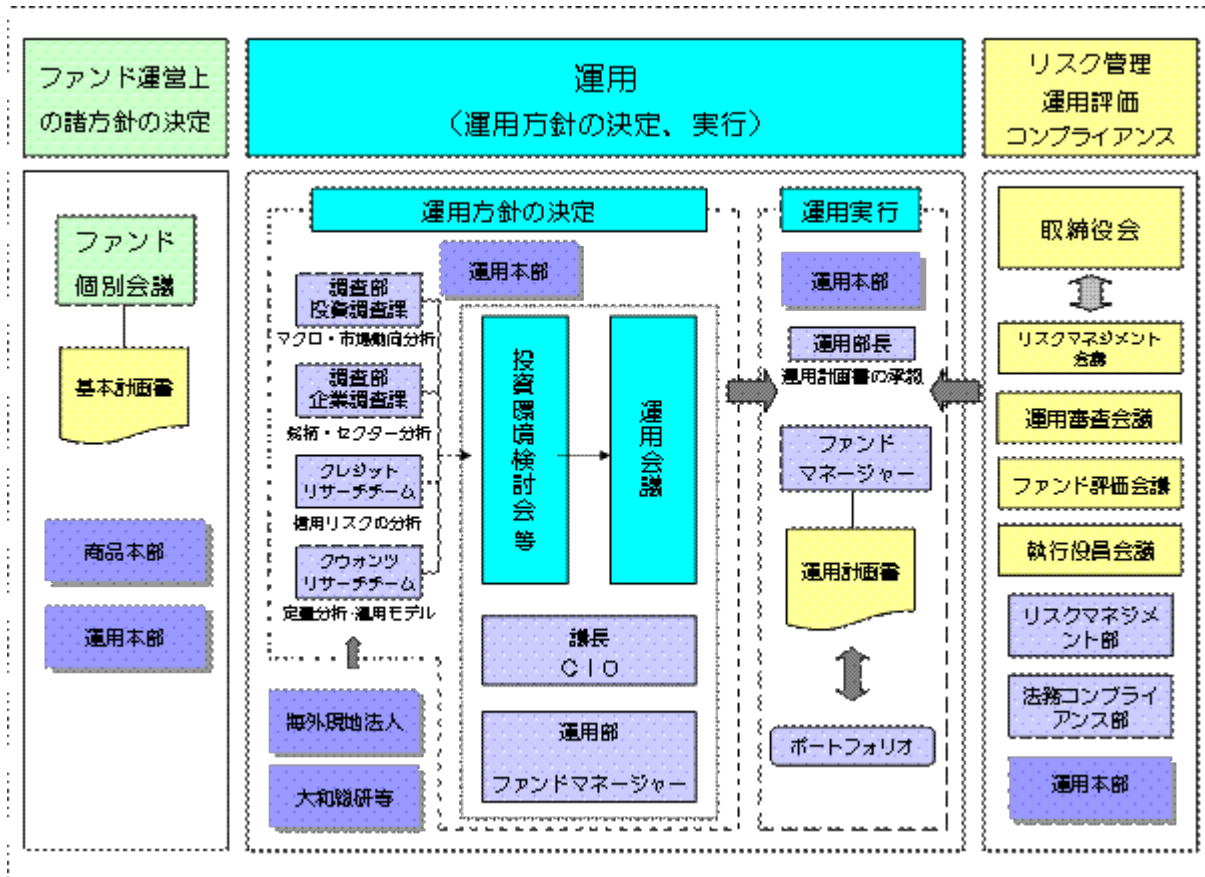 ファンド運営上
の諸方針の決定
運用
（運用方針の決定、実行）
リスク管理
運用評価
コンプライアンス
ファンド
個別会議
基本計画書
商品本部
運用本部
運用方針の決定
運用本部
調査部
投資調査課
マクロ・市場動向分析
調査部
企業調査課
銘柄・セクター分析
クレジット
リサーチチーム
信用リスクの分析
クウォンツ
リサーチチーム
定量分析・運用モデル
海外現地法人
大和総研等
投資環境検討会等
運用会議
議長
ＣＩＯ
運用部
ファンドマネージャー
運用実行
運用本部
運用部長
運用計画書の承認
ファンド
マネージャー
運用計画書
ポートフォリオ
取締役会
リスクマネジメント
会議
運用審査会議
ファンド評価会議
執行役員会議
リスクマネジメ
ント部
法務コンプライ
アンス部
運用本部